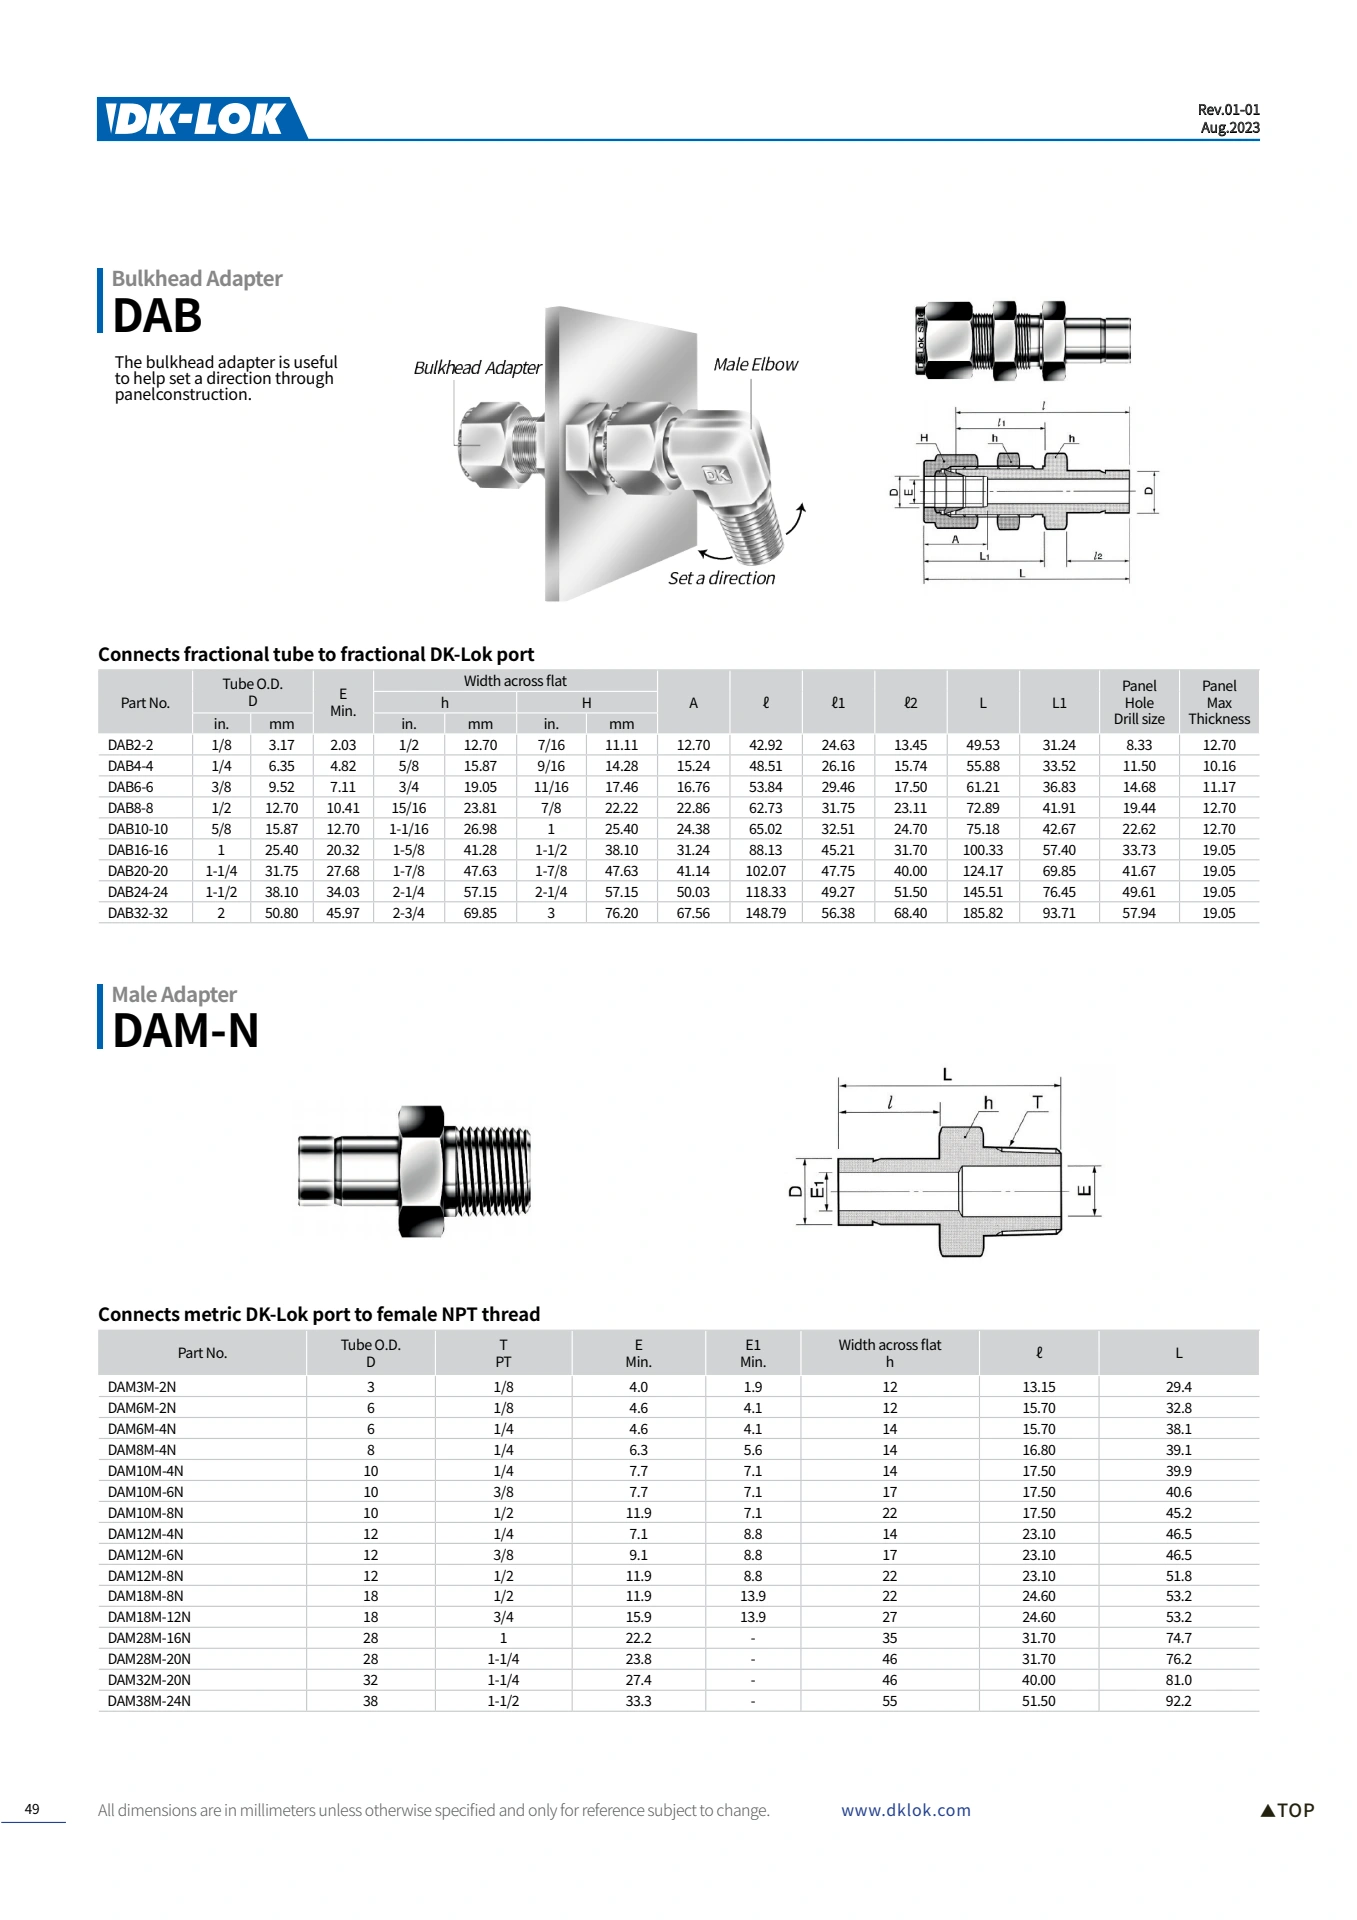 DK-LOK
Rev.01-01
Aug.2023
Bulkhead Adapter
DAB
The bulkhead adapter is useful
to help set a direction through
panelconstruction.
Bulkhead Adapter
Male Elbow
DK
Set a direction
l
l1
H h h
D E D
A
L1 l2
L
Connects fractional tube to fractional DK-Lok port
Part No. Tube O.D. D in. mm E Min. Width across flat h in. mm H in. mm A ℓ ℓ1 ℓ2 L L1 Panel Hole Drill size Panel Max Thickness
DAB2-2 1/8 3.17 2.03 1/2 12.70 7/16 11.11 12.70 42.92 24.63 13.45 49.53 31.24 8.33 12.70
DAB4-4 1/4 6.35 4.82 5/8 15.87 9/16 14.28 15.24 48.51 26.16 15.74 55.88 33.52 11.50 10.16
DAB6-6 3/8 9.52 7.11 3/4 19.05 11/16 17.46 16.76 53.84 29.46 17.50 61.21 36.83 14.68 11.17
DAB8-8 1/2 12.70 10.41 15/16 23.81 7/8 22.22 22.86 62.73 31.75 23.11 72.89 41.91 19.44 12.70
DAB10-10 5/8 15.87 12.70 1-1/16 26.98 1 25.40 24.38 65.02 32.51 24.70 75.18 42.67 22.62 12.70
DAB16-16 1 25.40 20.32 1-5/8 41.28 1-1/2 38.10 31.24 88.13 45.21 31.70 100.33 57.40 33.73 19.05
DAB20-20 1-1/4 31.75 27.68 1-7/8 47.63 1-7/8 47.63 41.14 102.07 47.75 40.00 124.17 69.85 41.67 19.05
DAB24-24 1-1/2 38.10 34.03 2-1/4 57.15 2-1/4 57.15 50.03 118.33 49.27 51.50 145.51 76.45 49.61 19.05
DAB32-32 2 50.80 45.97 2-3/4 69.85 3 76.20 67.56 148.79 56.38 68.40 185.82 93.71 57.94 19.05
Male Adapter
DAM-N
L
l h T
D E1 E
Connects metric DK-Lok port to female NPT thread
Part No. Tube O.D. D T PT E Min. E1 Min. Width across flat h ℓ L
DAM3M-2N 3 1/8 4.0 1.9 12 13.15 29.4
DAM6M-2N 6 1/8 4.6 4.1 12 15.70 32.8
DAM6M-4N 6 1/4 4.6 4.1 14 15.70 38.1
DAM8M-4N 8 1/4 6.3 5.6 14 16.80 39.1
DAM10M-4N 10 1/4 7.7 7.1 14 17.50 39.9
DAM10M-6N 10 3/8 7.7 7.1 17 17.50 40.6
DAM10M-8N 10 1/2 11.9 7.1 22 17.50 45.2
DAM12M-4N 12 1/4 7.1 8.8 14 23.10 46.5
DAM12M-6N 12 3/8 9.1 8.8 17 23.10 46.5
DAM12M-8N 12 1/2 11.9 8.8 22 23.10 51.8
DAM18M-8N 18 1/2 11.9 13.9 22 24.60 53.2
DAM18M-12N 18 3/4 15.9 13.9 27 24.60 53.2
DAM28M-16N 28 1 22.2 - 35 31.70 74.7
DAM28M-20N 28 1-1/4 23.8 - 46 31.70 76.2
DAM32M-20N 32 1-1/4 27.4 - 46 40.00 81.0
DAM38M-24N 38 1-1/2 33.3 - 55 51.50 92.2
49
All dimensions are in millimeters unless otherwise specified and only for reference subject to change.
www.dklok.com
▲TOP